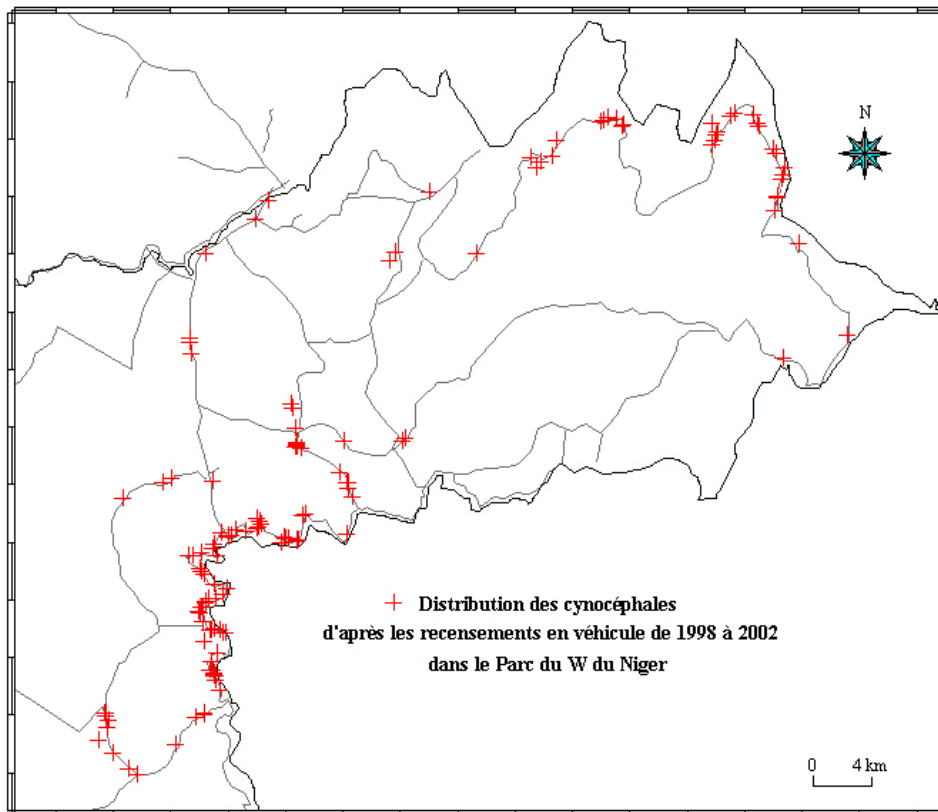 N
Distribution des cynocéphales
d'après les recensements en véhicule de 1998 à 2002
dans le Parc du W du Niger
0 4 km